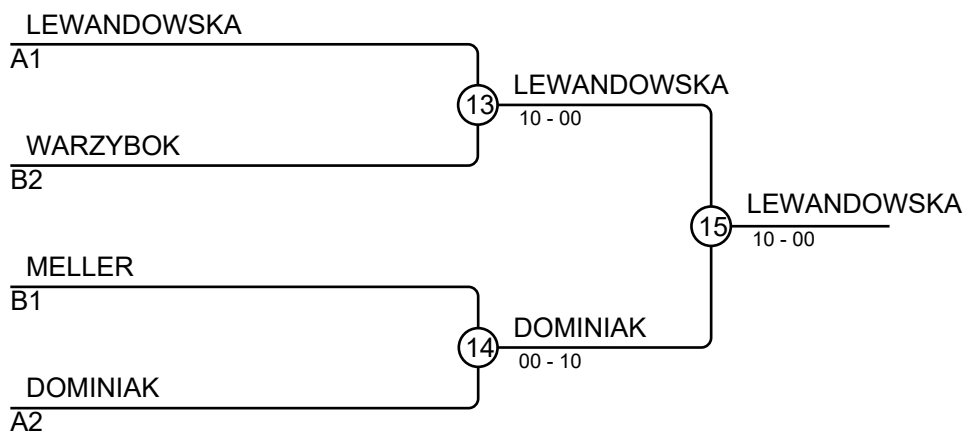 LEWANDOWSKA
A1
13
LEWANDOWSKA
10 - 00
WARZYBOK
B2
15
LEWANDOWSKA
10 - 00
MELLER
B1
14
DOMINIAK
00 - 10
DOMINIAK
A2